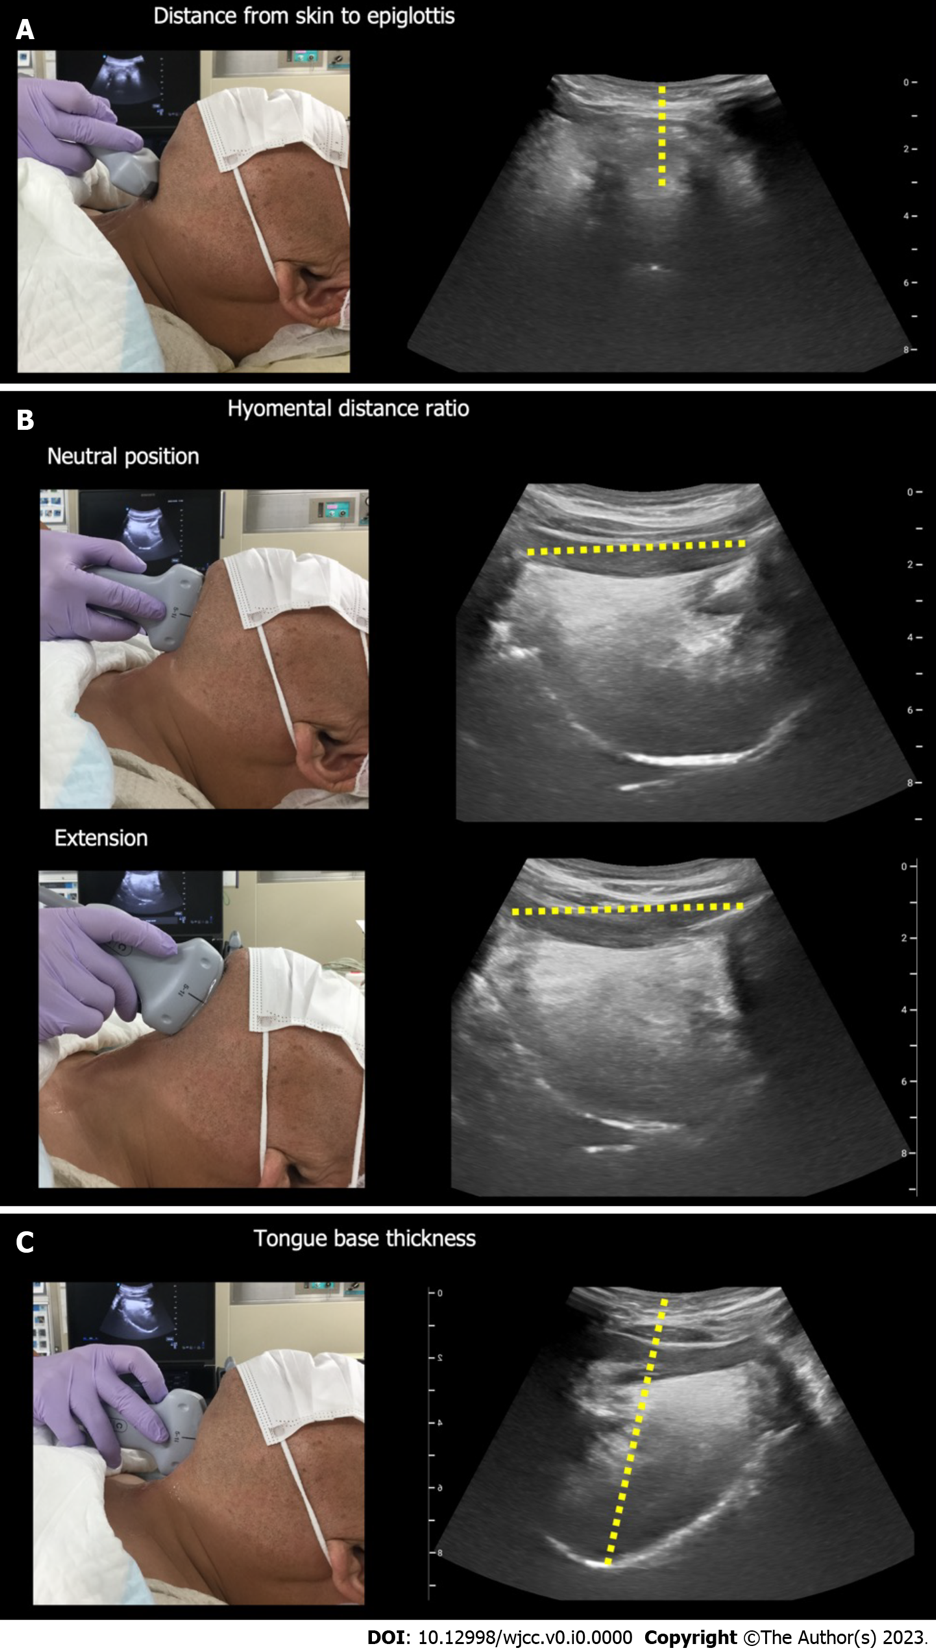 A
Distance from skin to epiglottis
0
2
4
6
8
B
Hyomental distance ratio
Neutral position
0
2
4
6
8
Extension
0
2
4
6
8
C
Tongue base thickness
0
2
4
6
8
DOI: 10.12998/wjcc.v0.i0.0000 Copyright ©The Author(s) 2023.